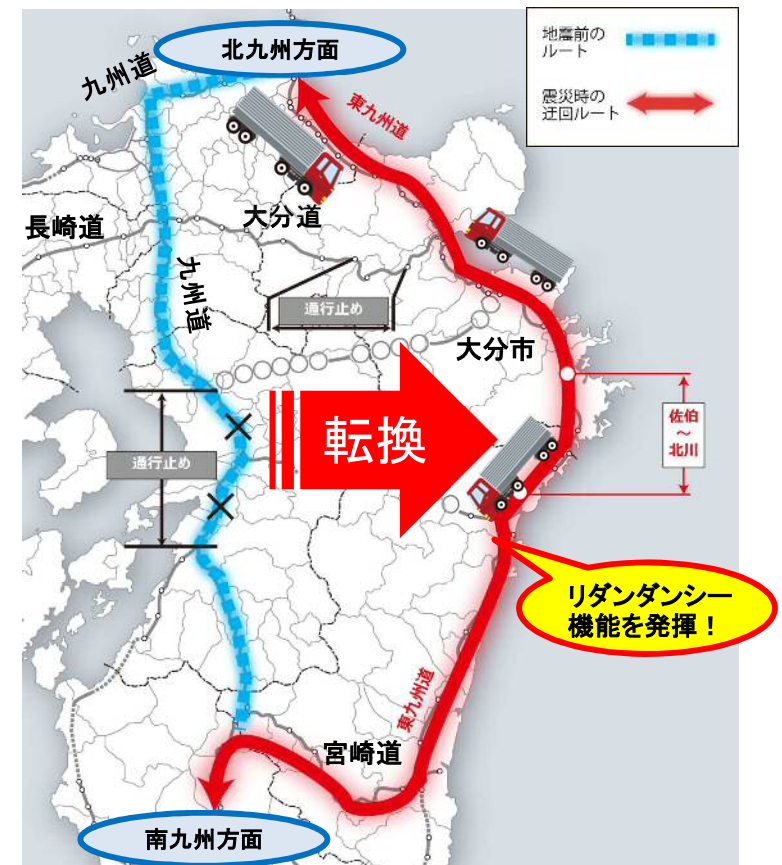 地震前の
ルート
震災時の
迂回ルート
北九州方面
九州道
東九州道
大分道
長崎道
九州道
通行止め
大分市
転換
佐伯
～
北川
通行止め
リダンダンシー
機能を発揮！
東九州道
宮崎道
南九州方面